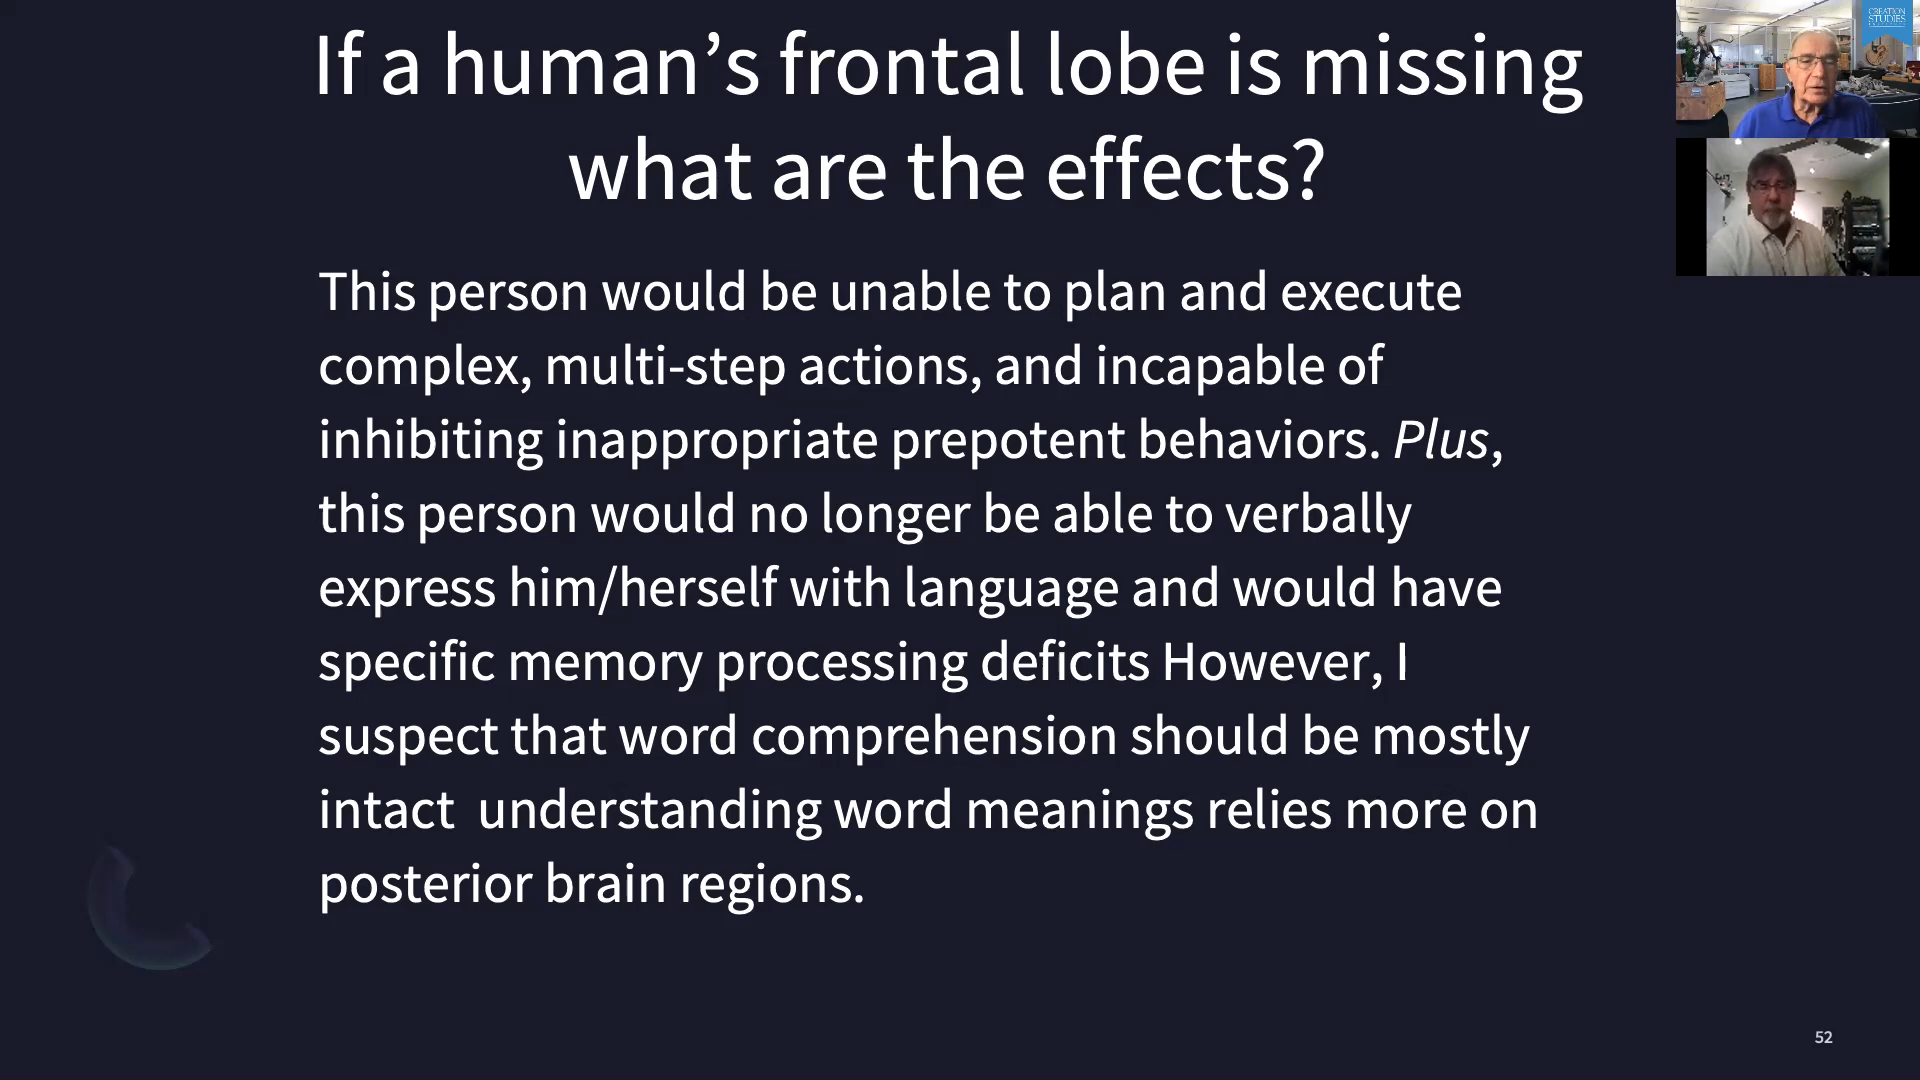 If a human’s frontal lobe is missing
what are the effects?
This person would be unable to plan and execute
complex, multi-step actions, and incapable of
inhibiting inappropriate prepotent behaviors. Plus,
this person would no longer be able to verbally
express him/herself with language and would have
specific memory processing deficits However, I
suspect that word comprehension should be mostly
intact  understanding word meanings relies more on
posterior brain regions.
CREATION
STUDIES
52